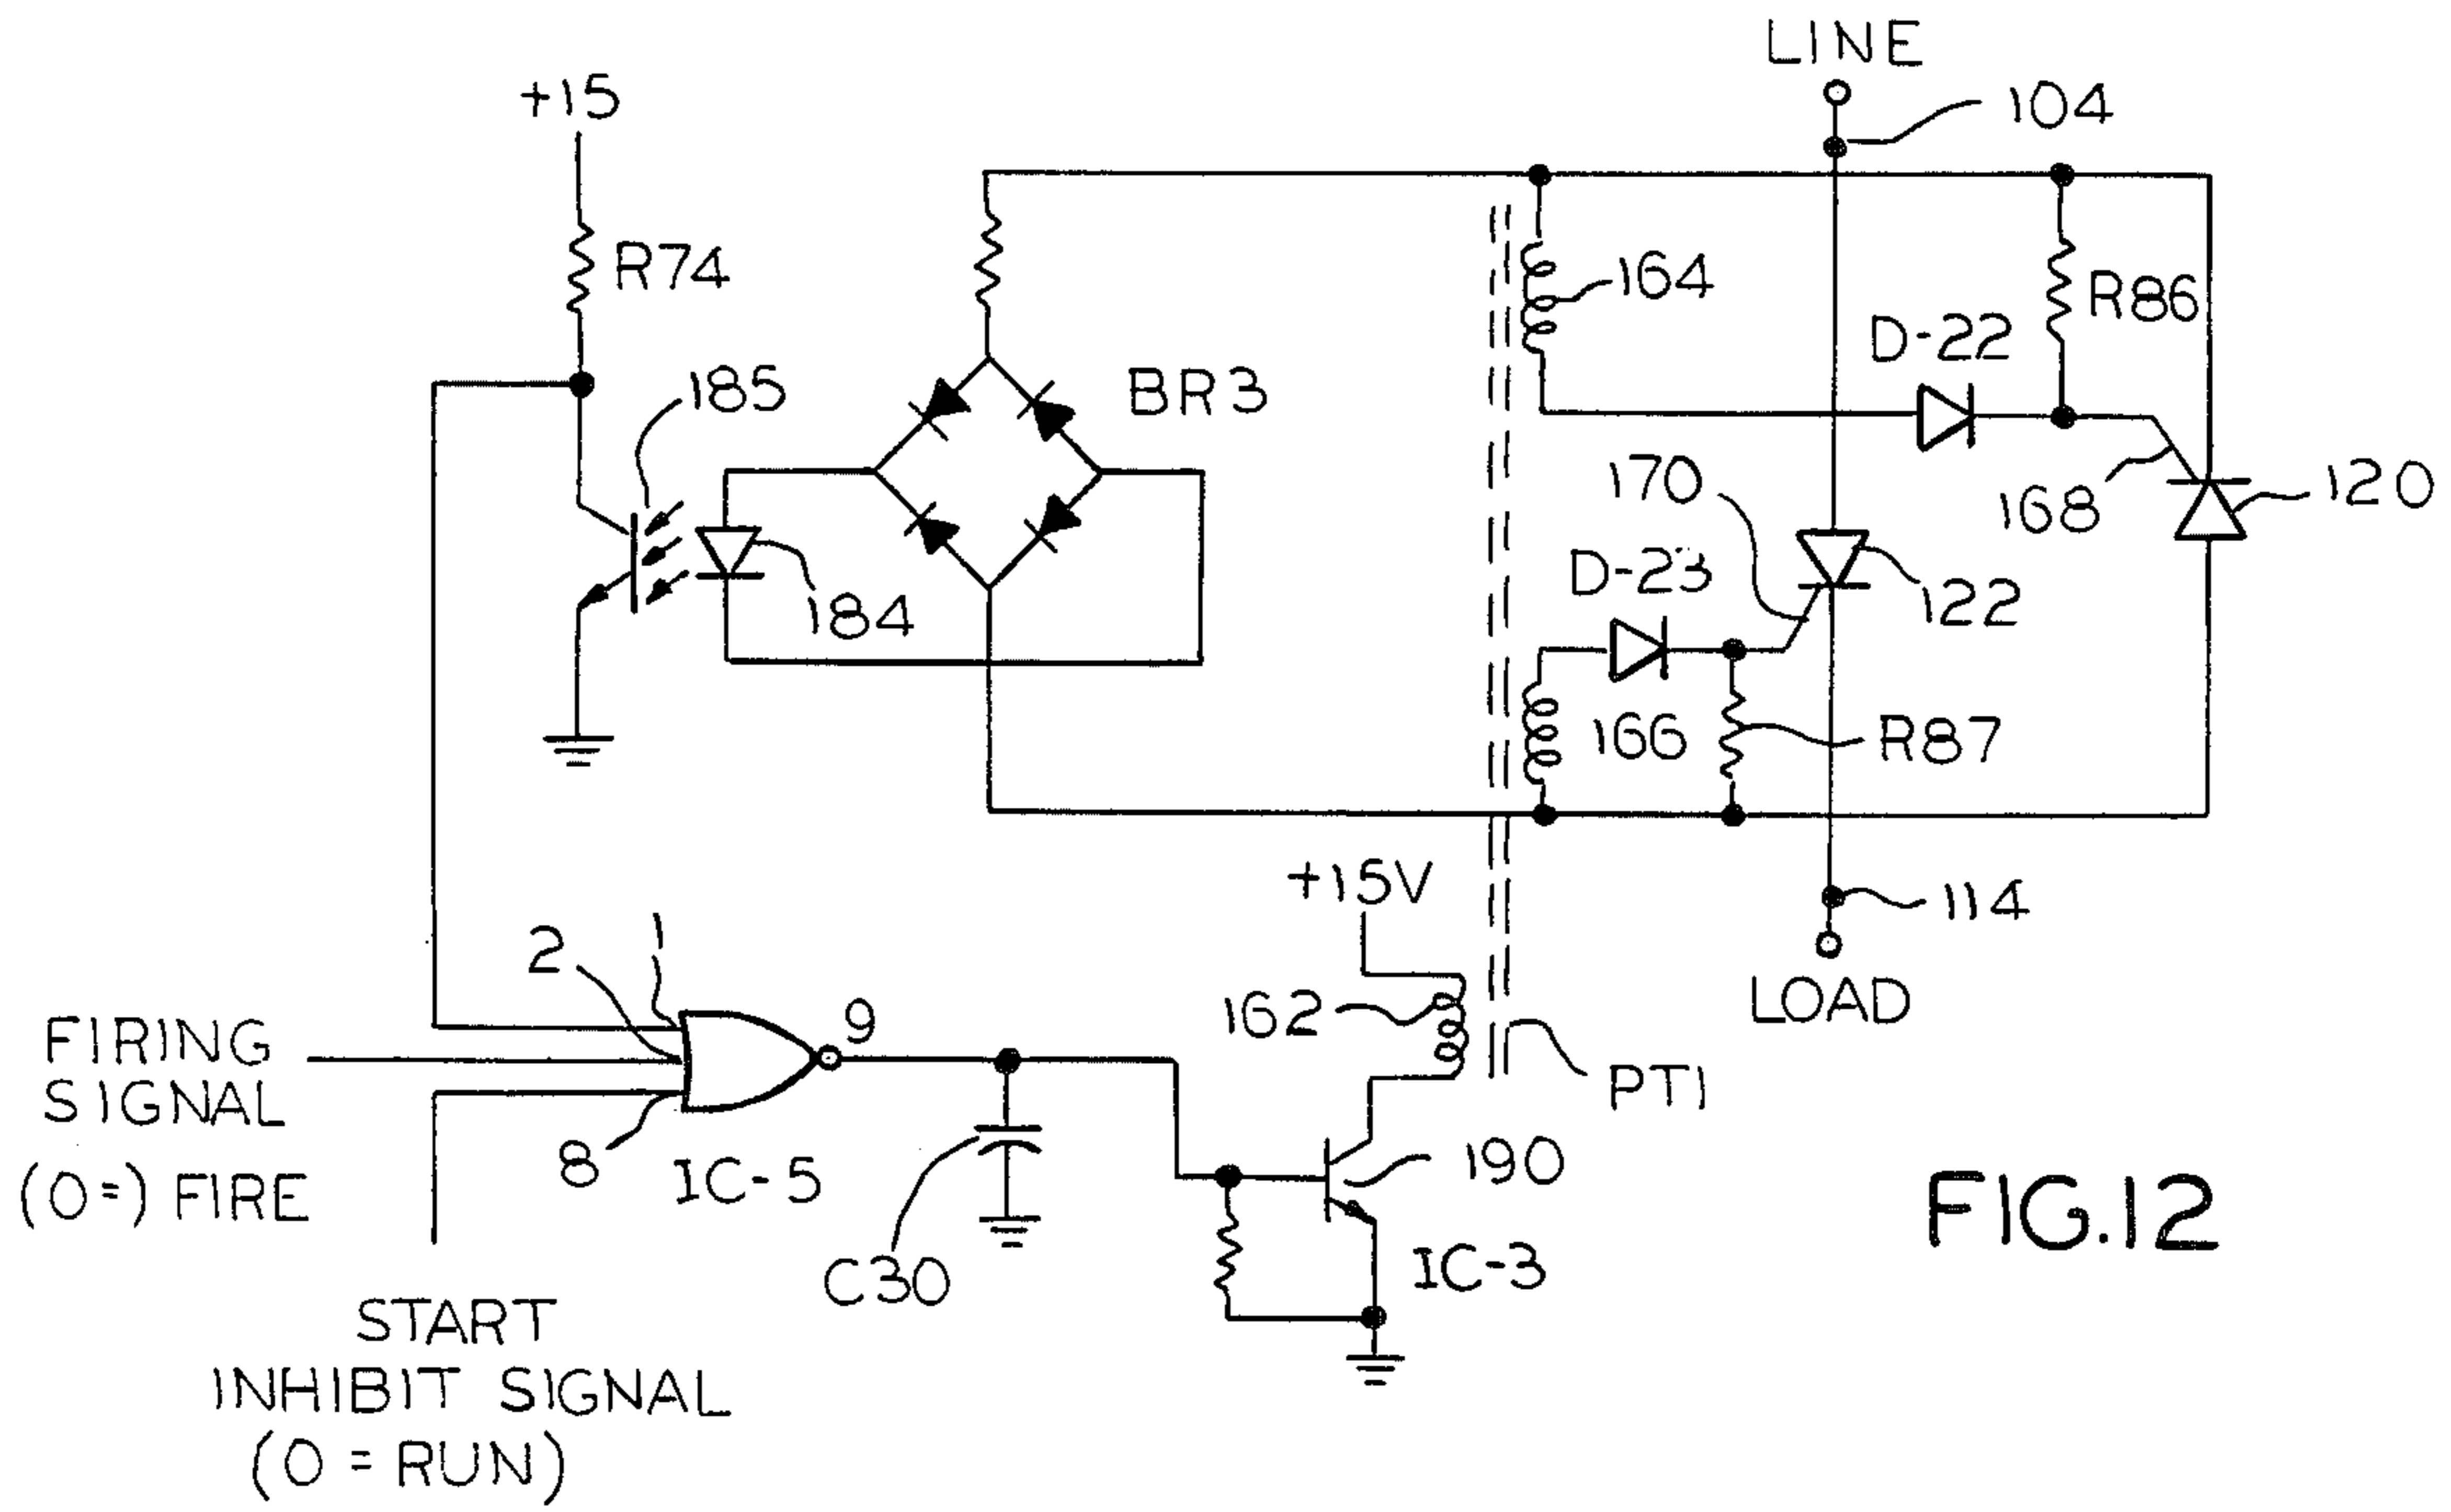 LINE
104
+15
R74
185
BR3
164
D-22
R86
170
168
120
184
D-23
122
166
R87
+15V
114
LOAD
2
1
9
162
PT1
FIRING
SIGNAL
(0=) FIRE
8
IC-5
C30
190
IC-3
FIG.12
START
INHIBIT SIGNAL
(0 = RUN)